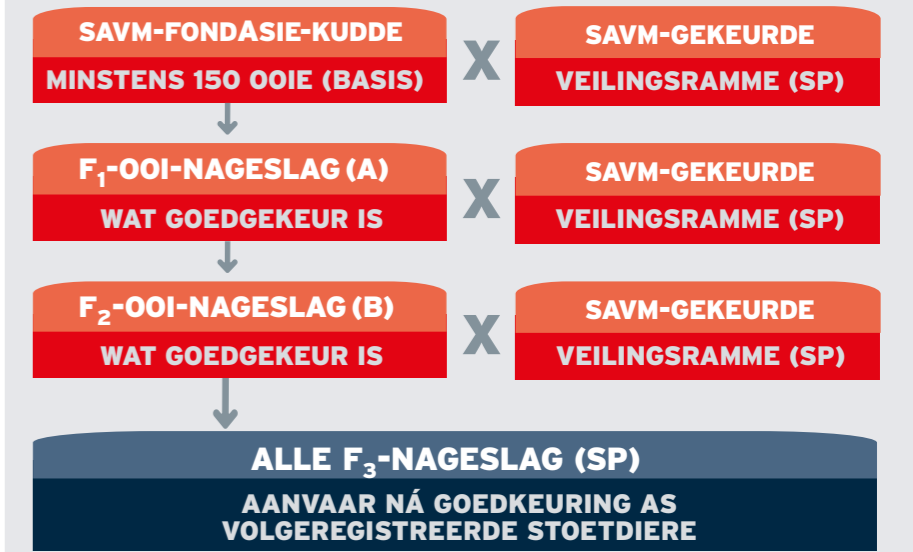 SAVM-FONDASIE-KUDDE
MINSTENS 150 OOIE (BASIS)
X
SAVM-GEKEURDE
VEILINGSRAMME (SP)
F₁-OOI-NAGESLAG (A)
WAT GOEDGEKEUR IS
X
SAVM-GEKEURDE
VEILINGSRAMME (SP)
F₂-OOI-NAGESLAG (B)
WAT GOEDGEKEUR IS
X
SAVM-GEKEURDE
VEILINGSRAMME (SP)
ALLE F₃-NAGESLAG (SP)
AANVAAR NÁ GOEDKEURING AS
VOLGEREGISTREERDE STOETDIERE